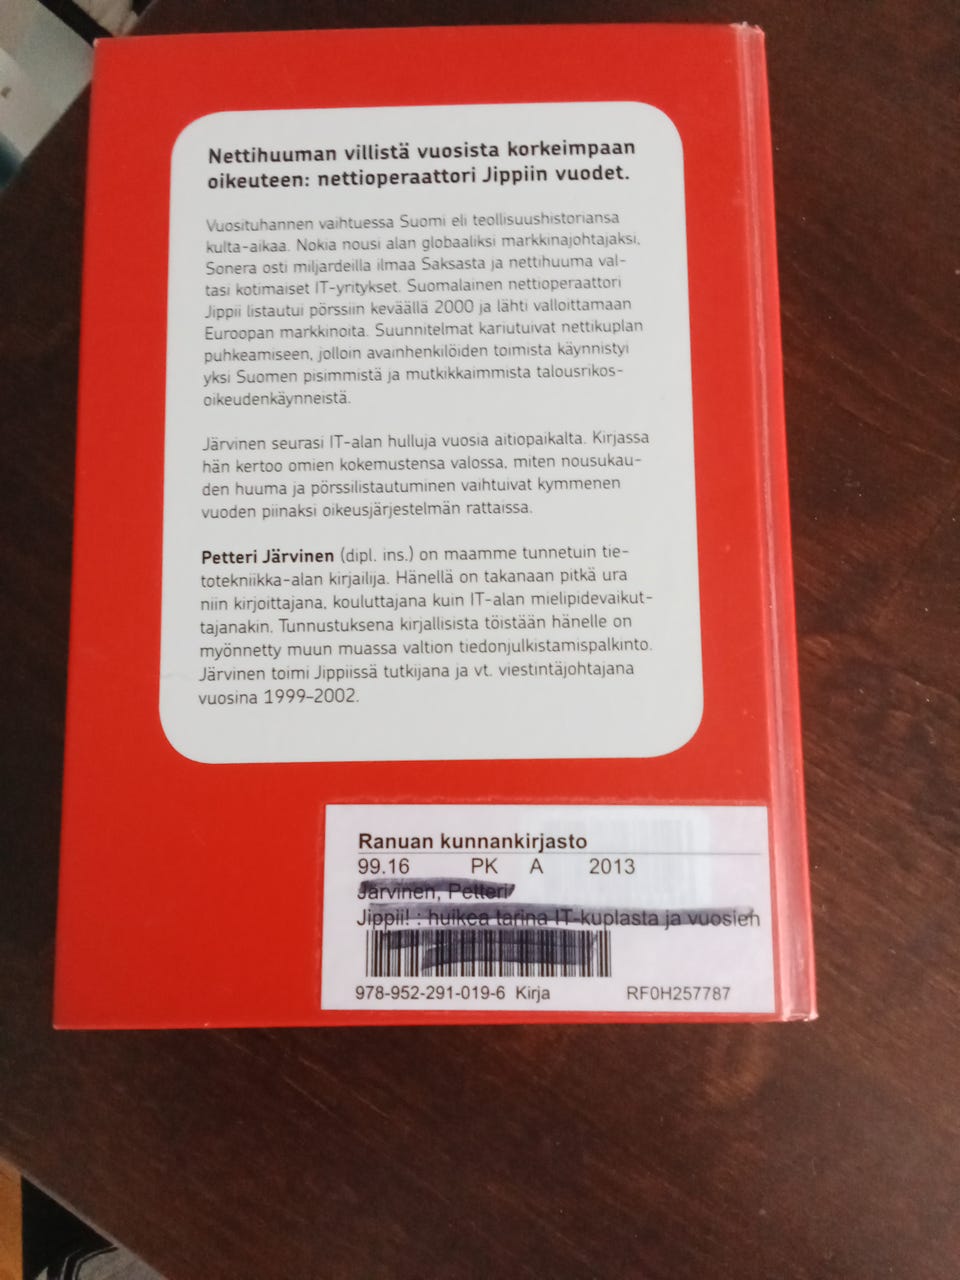 Nettihuuman villistä vuosista korkeimpaan
oikeuteen: nettioperaattori Jippiin vuodet.
Vuosituhannen vaihtuessa Suomi eli teollisuushistoriansa
kulta-aikaa. Nokia nousi alan globaaliksi markkinajohtajaksi,
Sonera osti miljardeilla ilmaa Saksasta ja nettihuuma val-
tasi kotimaiset IT-yritykset. Suomalainen nettioperaattori
Jippii listautui pörssiin keväällä 2000 ja lähti valloittamaan
Euroopan markkinoita. Suunnitelmat kariutuivat nettikuplan
puhkeamiseen, jolloin avainhenkilöiden toimista käynnistyi
yksi Suomen pisimmistä ja mutkikkaimmista talousrikos-
oikeudenkäynneistä.
Järvinen seurasi IT-alan hulluja vuosia aitiopaikalta. Kirjassa
hän kertoo omien kokemustensa valossa, miten nousukau-
den huuma ja pörssilistautuminen vaihtuivat kymmenen
vuoden piinaksi oikeusjärjestelmän rattaissa.
Petteri Järvinen (dipl. ins.) on maamme tunnetuin tie-
totekniikka-alan kirjailija. Hänellä on takanaan pitkä ura
niin kirjoittajana, kouluttajana kuin IT-alan mielipidevaikut-
tajanakin. Tunnustuksena kirjallisista töistään hänelle on
myönnetty muun muassa valtion tiedonjulkistamispalkinto.
Järvinen toimi Jippiissä tutkijana ja vt. viestintäjohtajana
vuosina 1999–2002.
Ranuan kunnankirjasto
99.16 PK A 2013
Järvinen, Petteri
Jippii! : huikea tarina IT-kuplasta ja vuosien
978-952-291-019-6 Kirja RF0H257787